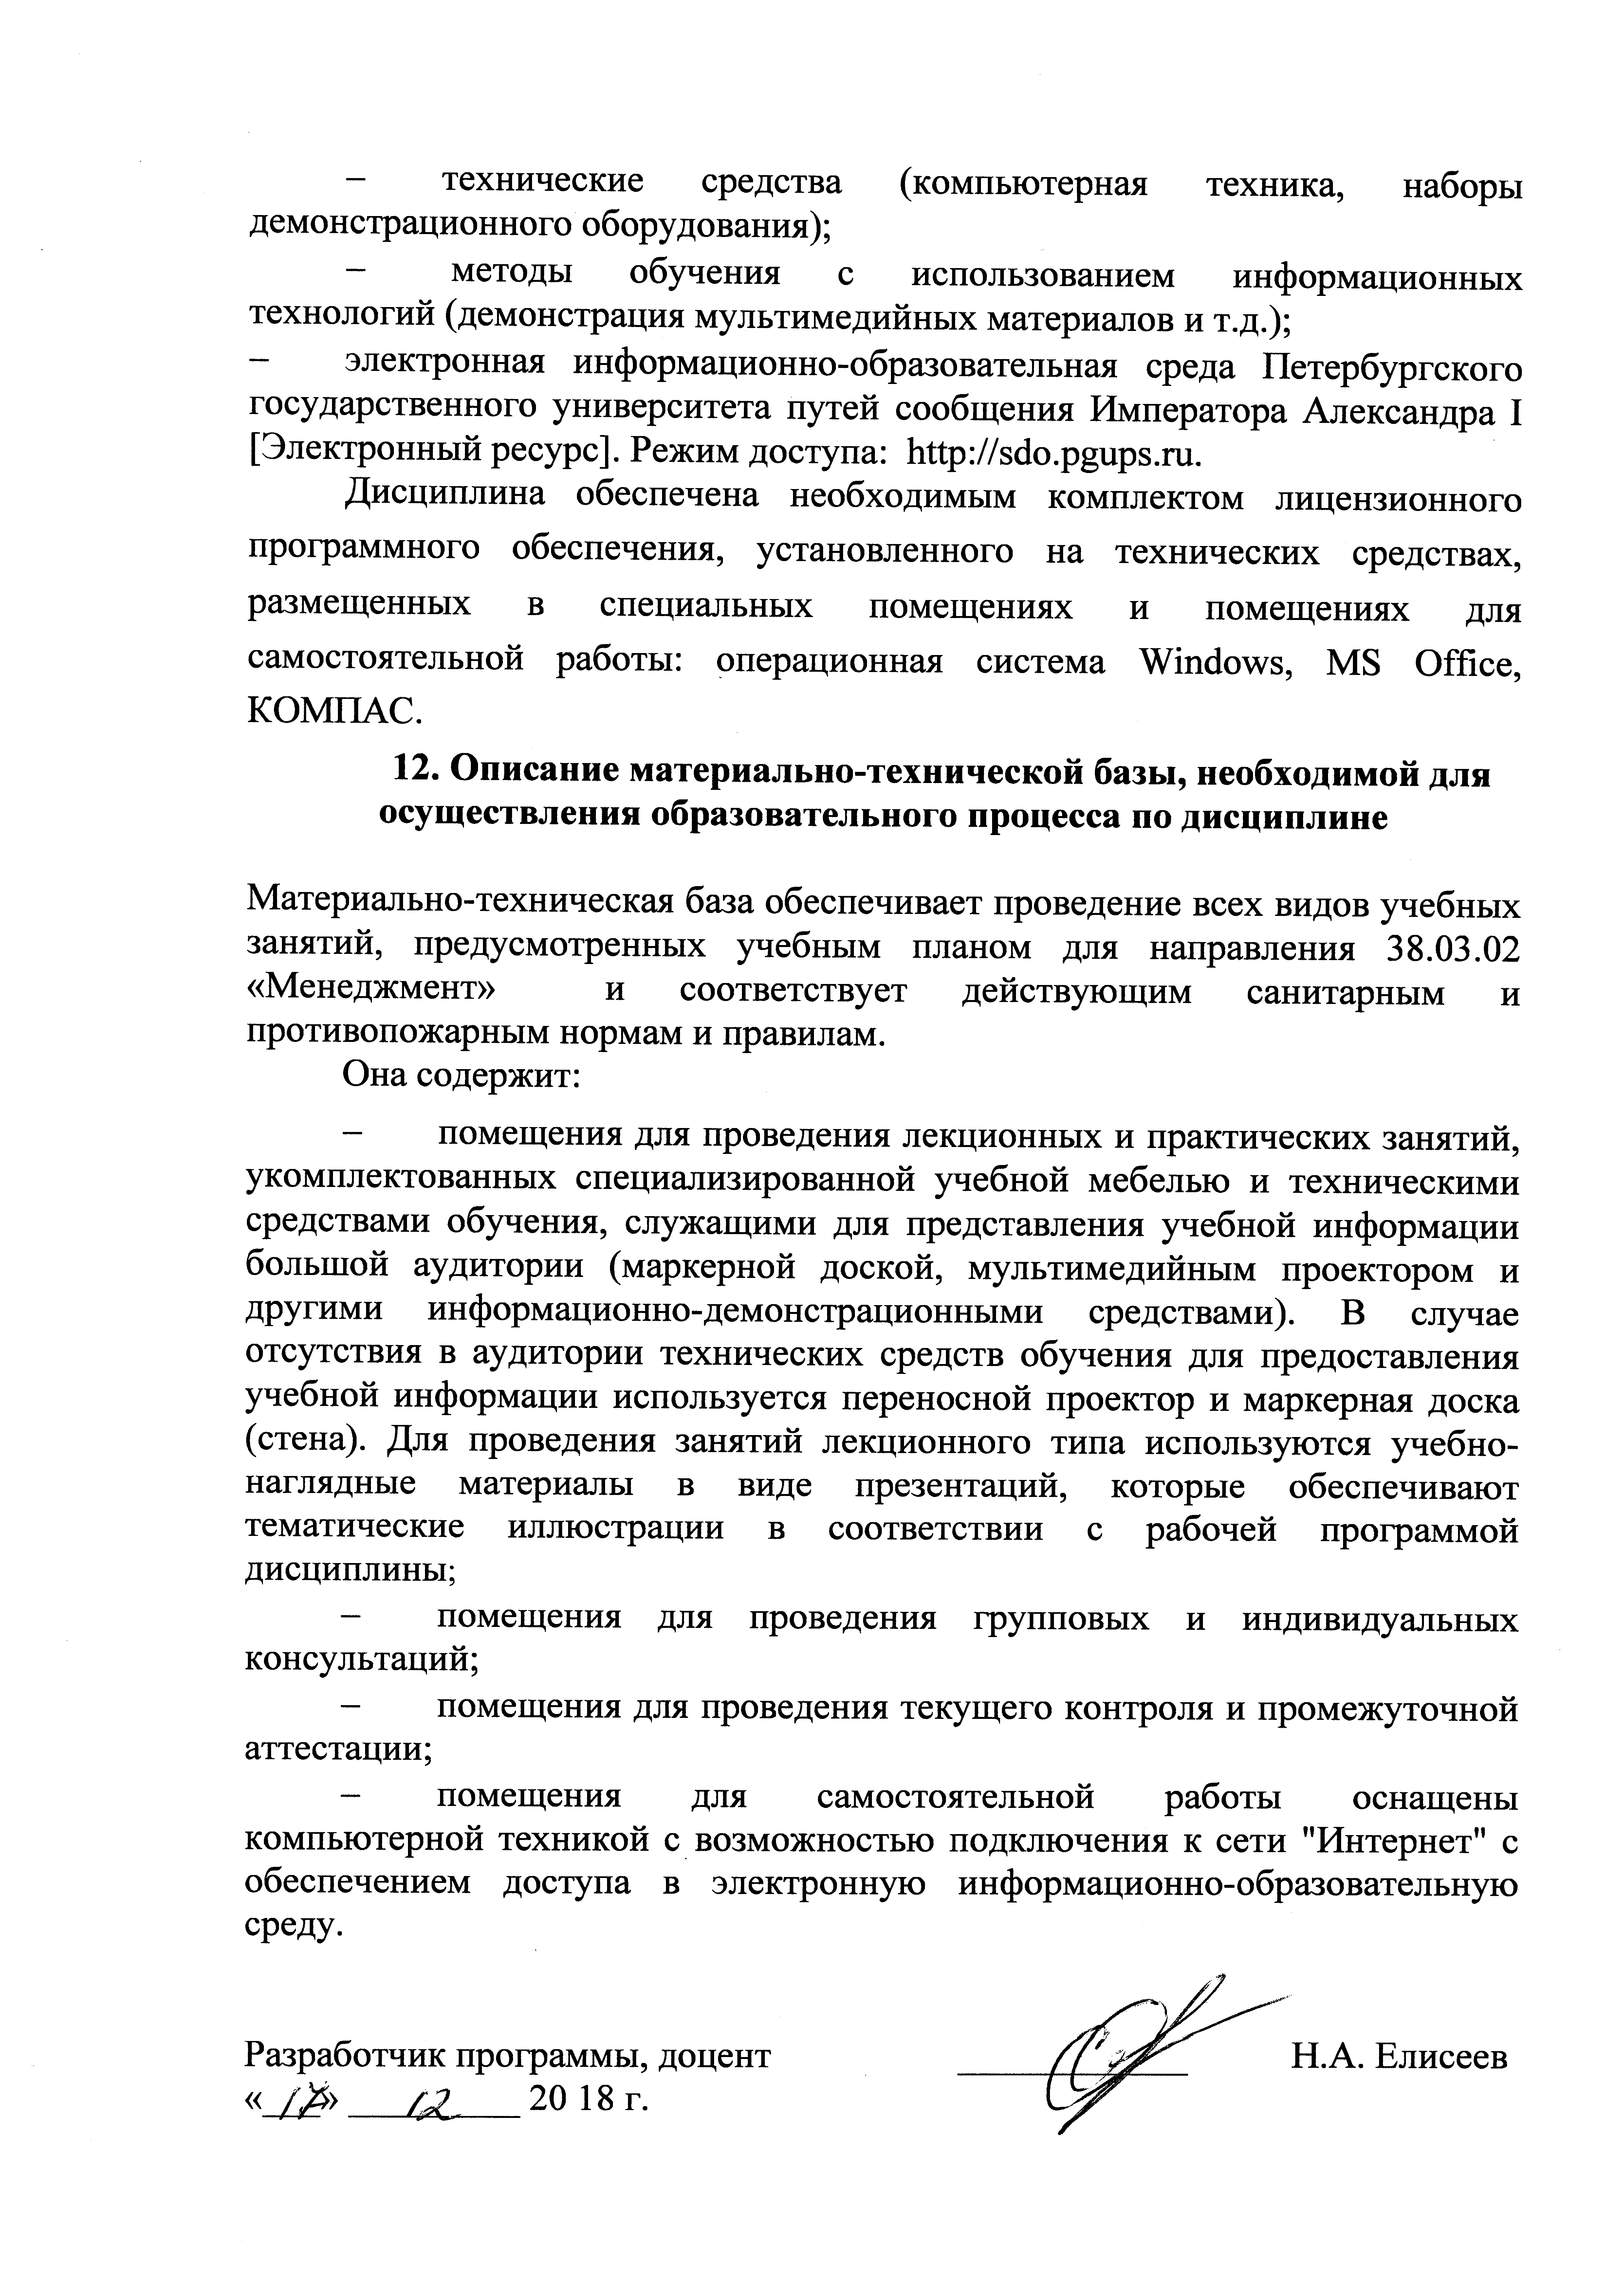 – технические средства (компьютерная техника, наборы
демонстрационного оборудования);
– методы обучения с использованием информационных
технологий (демонстрация мультимедийных материалов и т.д.);
– электронная информационно-образовательная среда Петербургского
государственного университета путей сообщения Императора Александра I
[Электронный ресурс]. Режим доступа: http://sdo.pgups.ru.
Дисциплина обеспечена необходимым комплектом лицензионного
программного обеспечения, установленного на технических средствах,
размещенных в специальных помещениях и помещениях для
самостоятельной работы: операционная система Windows, MS Office,
КОМПАС.
12. Описание материально-технической базы, необходимой для
осуществления образовательного процесса по дисциплине
Материально-техническая база обеспечивает проведение всех видов учебных
занятий, предусмотренных учебным планом для направления 38.03.02
«Менеджмент» и соответствует действующим санитарным и
противопожарным нормам и правилам.
Она содержит:
– помещения для проведения лекционных и практических занятий,
укомплектованных специализированной учебной мебелью и техническими
средствами обучения, служащими для представления учебной информации
большой аудитории (маркерной доской, мультимедийным проектором и
другими информационно-демонстрационными средствами). В случае
отсутствия в аудитории технических средств обучения для предоставления
учебной информации используется переносной проектор и маркерная доска
(стена). Для проведения занятий лекционного типа используются учебно-
наглядные материалы в виде презентаций, которые обеспечивают
тематические иллюстрации в соответствии с рабочей программой
дисциплины;
– помещения для проведения групповых и индивидуальных
консультаций;
– помещения для проведения текущего контроля и промежуточной
аттестации;
– помещения для самостоятельной работы оснащены
компьютерной техникой с возможностью подключения к сети "Интернет" с
обеспечением доступа в электронную информационно-образовательную
среду.
Разработчик программы, доцент Н.А. Елисеев
«17» 12 20 18 г.